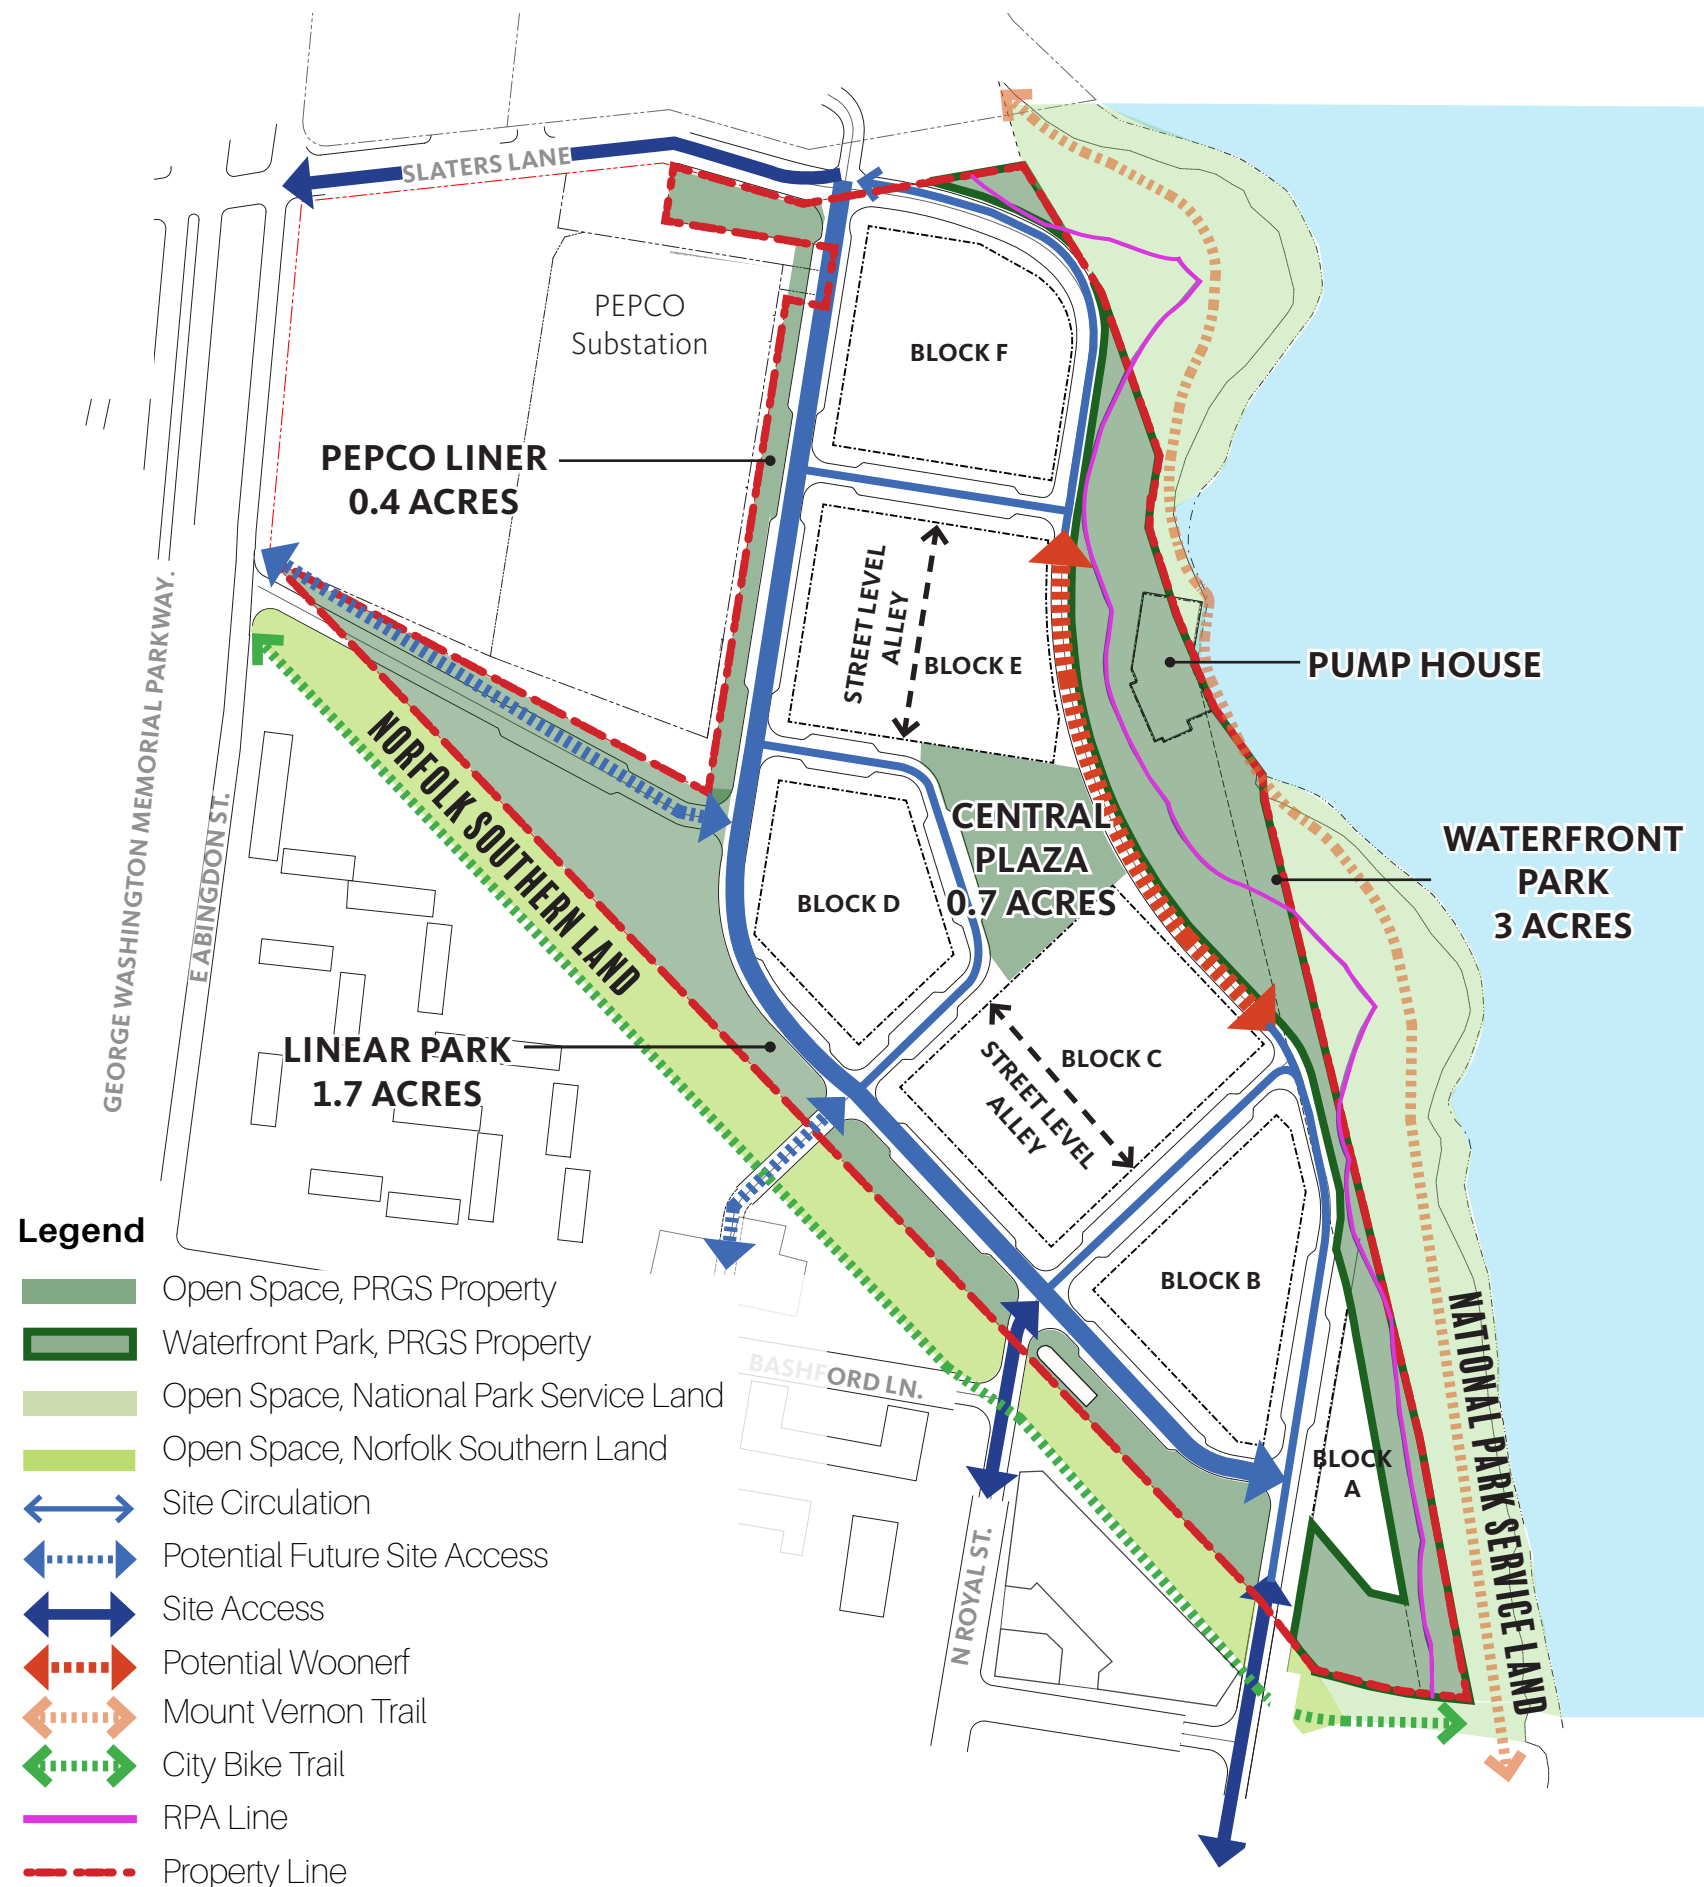 SLATERS LANE
PEPCO
Substation
BLOCK F
PEPCO LINER
0.4 ACRES
STREET LEVEL
ALLEY
BLOCK E
PUMP HOUSE
GEORGE WASHINGTON MEMORIAL PARKWAY.
E ABINGDON ST.
NORFOLK SOUTHERN LAND
CENTRAL
PLAZA
0.7 ACRES
WATERFRONT
PARK
3 ACRES
BLOCK D
LINEAR PARK
1.7 ACRES
BLOCK C
STREET LEVEL
ALLEY
BLOCK B
BASHFORD LN.
NATIONAL PARK SERVICE LAND
BLOCK
A
N ROYAL ST.
Legend
Open Space, PRGS Property
Waterfront Park, PRGS Property
Open Space, National Park Service Land
Open Space, Norfolk Southern Land
Site Circulation
Potential Future Site Access
Site Access
Potential Woonerf
Mount Vernon Trail
City Bike Trail
RPA Line
Property Line